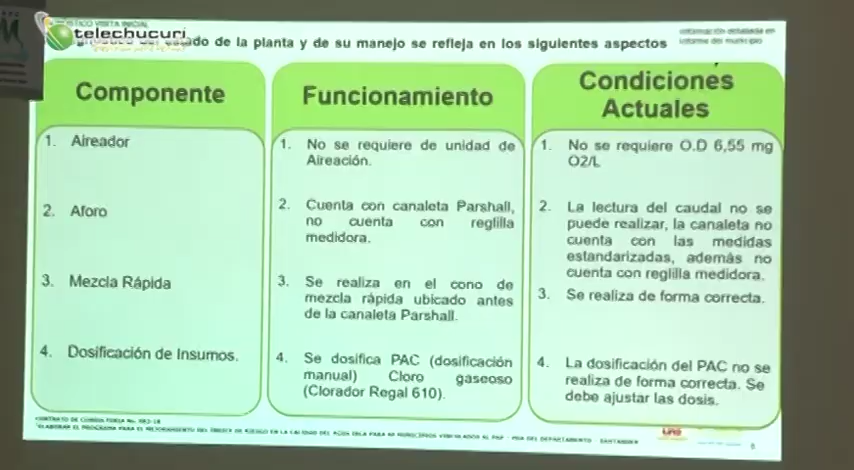 telechucuri
do de la planta y de su manejo se refleja en los siguientes aspectos
Componente
1. Aireador
2. Aforo
3. Mezcla Rápida
4. Dosificación de Insumos.
Funcionamiento
1. No se requiere de unidad de
Aireación.
2. Cuenta con canaleta Parshall,
no cuenta con reglilla
medidora.
3. Se realiza en el cono de
mezcla rápida ubicado antes
de la canaleta Parshall.
4. Se dosifica PAC (dosificación
manual) Cloro gaseoso
(Clorador Regal 610).
Condiciones
Actuales
1. No se requiere O.D 6,55 mg
O2/L
2. La lectura del caudal no se
puede realizar, la canaleta no
cuenta con las medidas
estandarizadas, además no
cuenta con reglilla medidora.
3. Se realiza de forma correcta.
4. La dosificación del PAC no se
realiza de forma correcta. Se
debe ajustar las dosis.